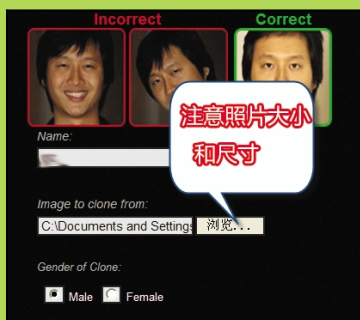 Incorrect Correct
Name:
注意照片大小
和尺寸
Image to clone from:
C:\Documents and Settings 浏览...
Gender of Clone:
Male Female